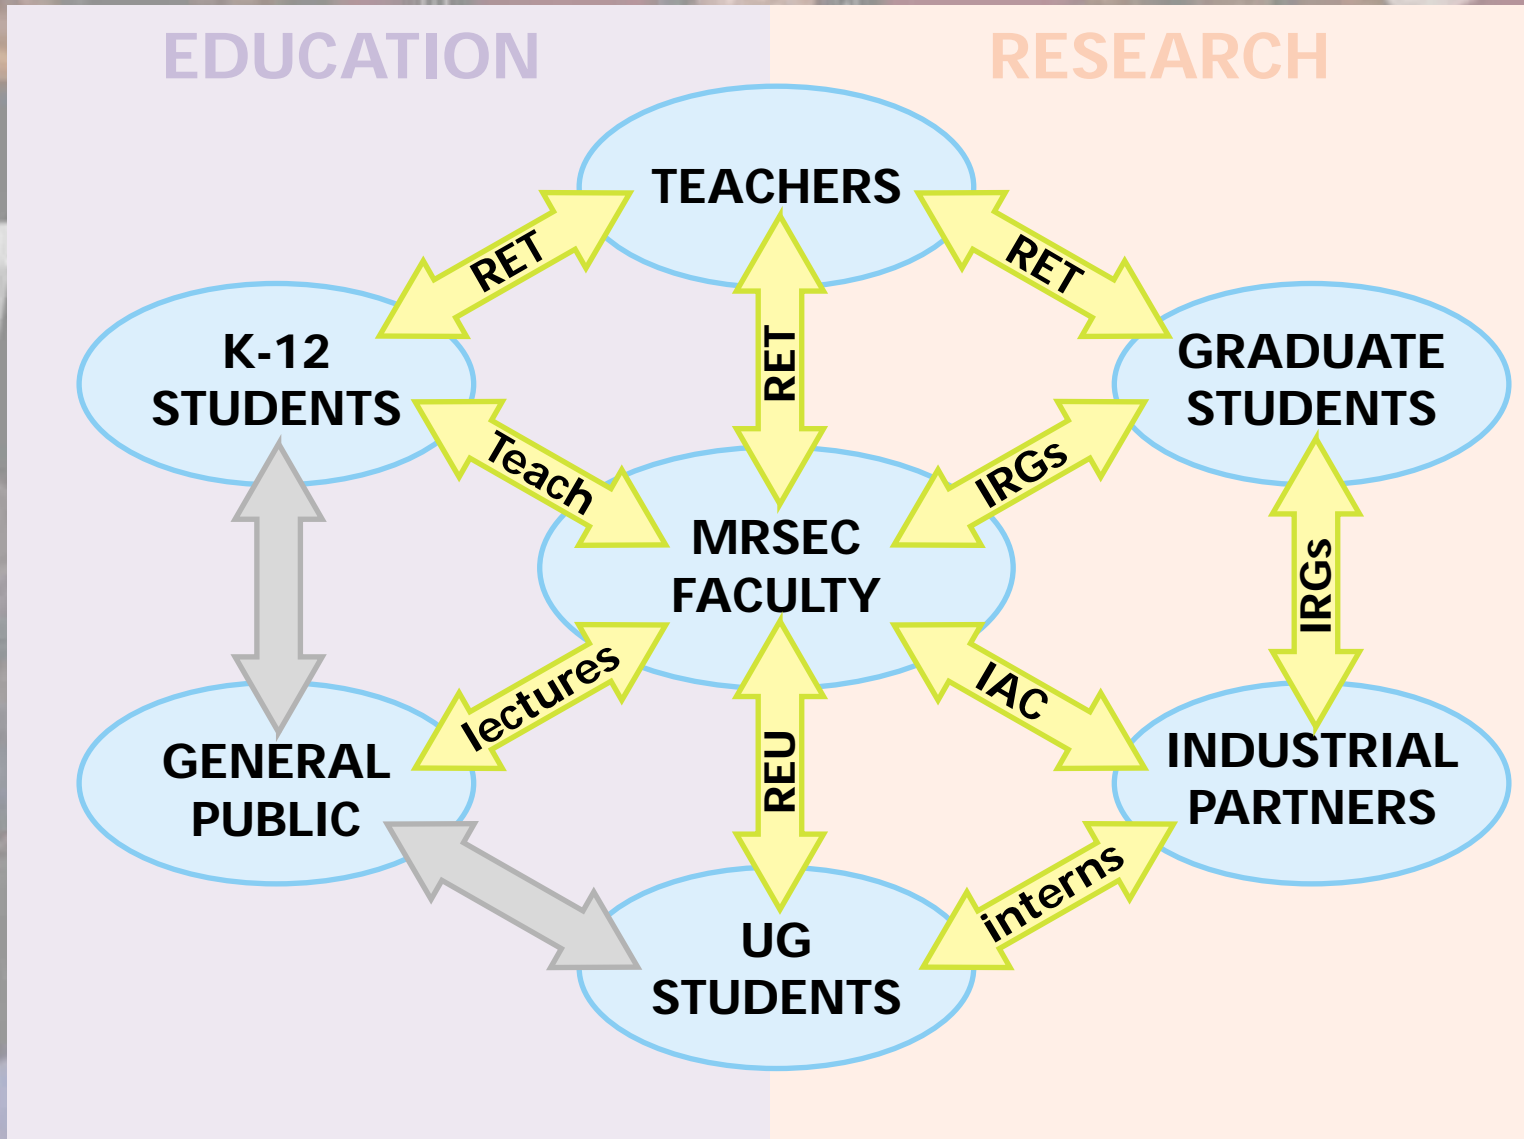 EDUCATION
RESEARCH
TEACHERS
RET
RET
K-12
STUDENTS
RET
GRADUATE
STUDENTS
Teach
IRGs
MRSEC
FACULTY
IRGs
lectures
IAC
GENERAL
PUBLIC
REU
INDUSTRIAL
PARTNERS
interns
UG
STUDENTS